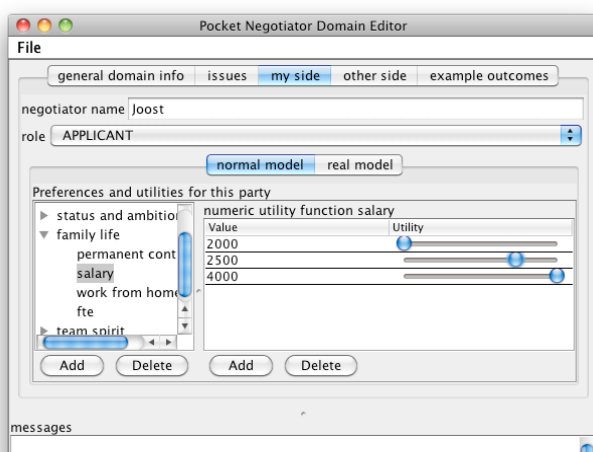 Pocket Negotiator Domain Editor
File
general domain info issues my side other side example outcomes
negotiator name Joost
role APPLICANT
normal model real model
Preferences and utilities for this party
status and ambition
numeric utility function salary
Value Utility
family life
2000
permanent cont
2500
salary
4000
work from home
fte
team spirit
Add Delete Add Delete
messages